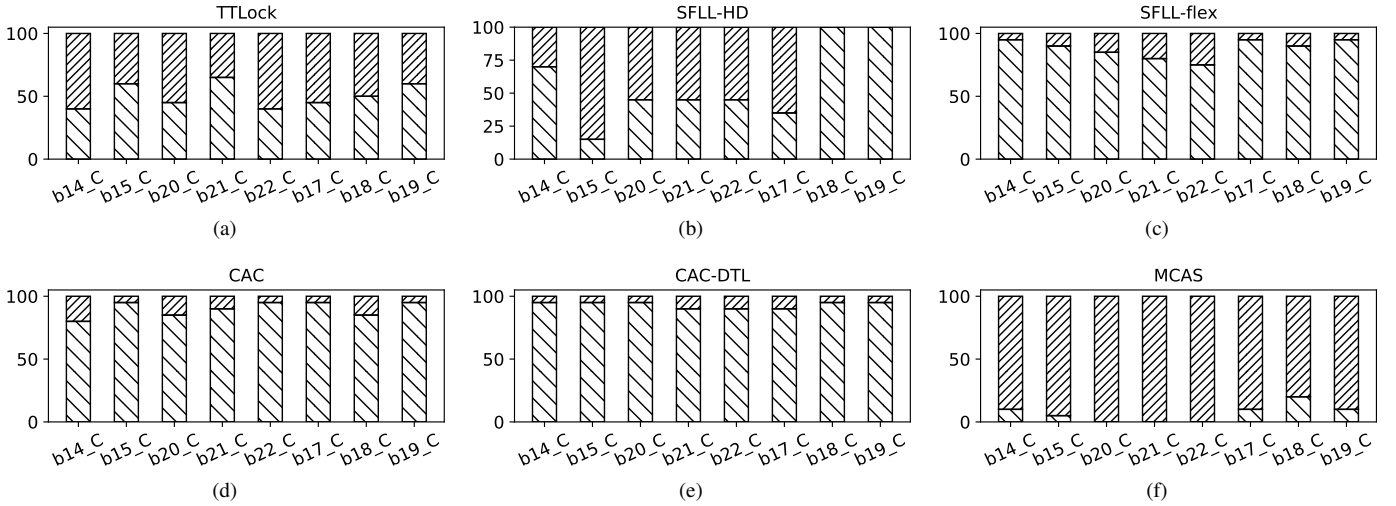 TTLock
100
50
0
b14_C b15_C b20_C b21_C b22_C b17_C b18_C b19_C
(a)
SFLL-HD
100
75
50
25
0
b14_C b15_C b20_C b21_C b22_C b17_C b18_C b19_C
(b)
SFLL-flex
100
50
0
b14_C b15_C b20_C b21_C b22_C b17_C b18_C b19_C
(c)
CAC
100
50
0
b14_C b15_C b20_C b21_C b22_C b17_C b18_C b19_C
(d)
CAC-DTL
100
50
0
b14_C b15_C b20_C b21_C b22_C b17_C b18_C b19_C
(e)
MCAS
100
50
0
b14_C b15_C b20_C b21_C b22_C b17_C b18_C b19_C
(f)